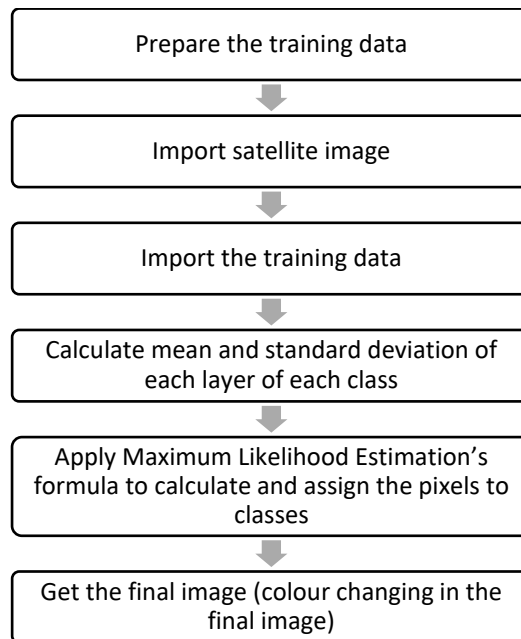 Prepare the training data
Import satellite image
Import the training data
Calculate mean and standard deviation of
each layer of each class
Apply Maximum Likelihood Estimation's
formula to calculate and assign the pixels to
classes
Get the final image (colour changing in the
final image)